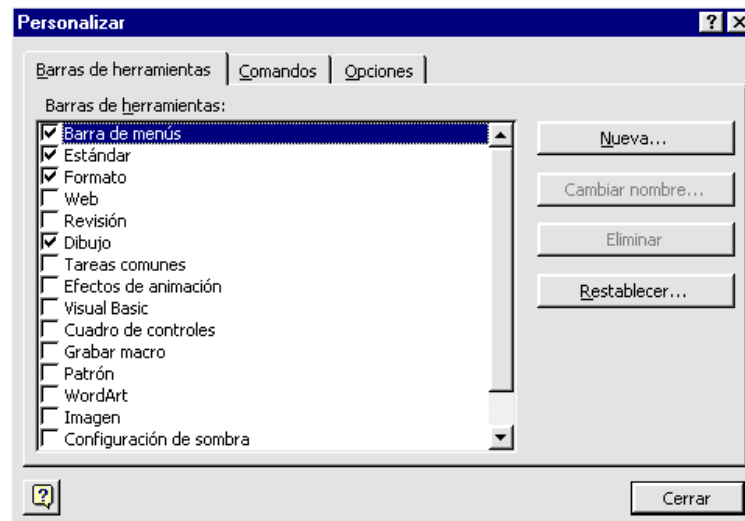 Personalizar
Barras de herramientas Comandos Opciones
Barras de herramientas:
Barra de menús
Estándar
Formato
Web
Revisión
Dibujo
Tareas comunes
Efectos de animación
Visual Basic
Cuadro de controles
Grabar macro
Patrón
WordArt
Imagen
Configuración de sombra
Nueva...
Cambiar nombre...
Eliminar
Restablecer...
Cerrar